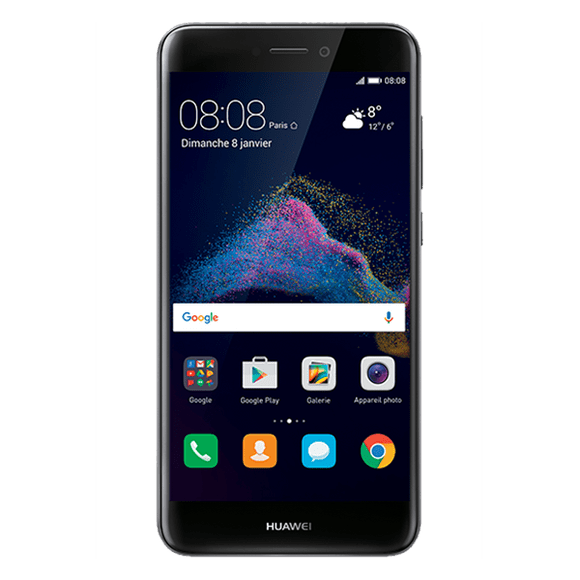 08:08
08:08
Paris
8°
12°/6°
Dimanche 8 janvier
Google
Google
Google Play
Galerie
Appareil photo
HUAWEI